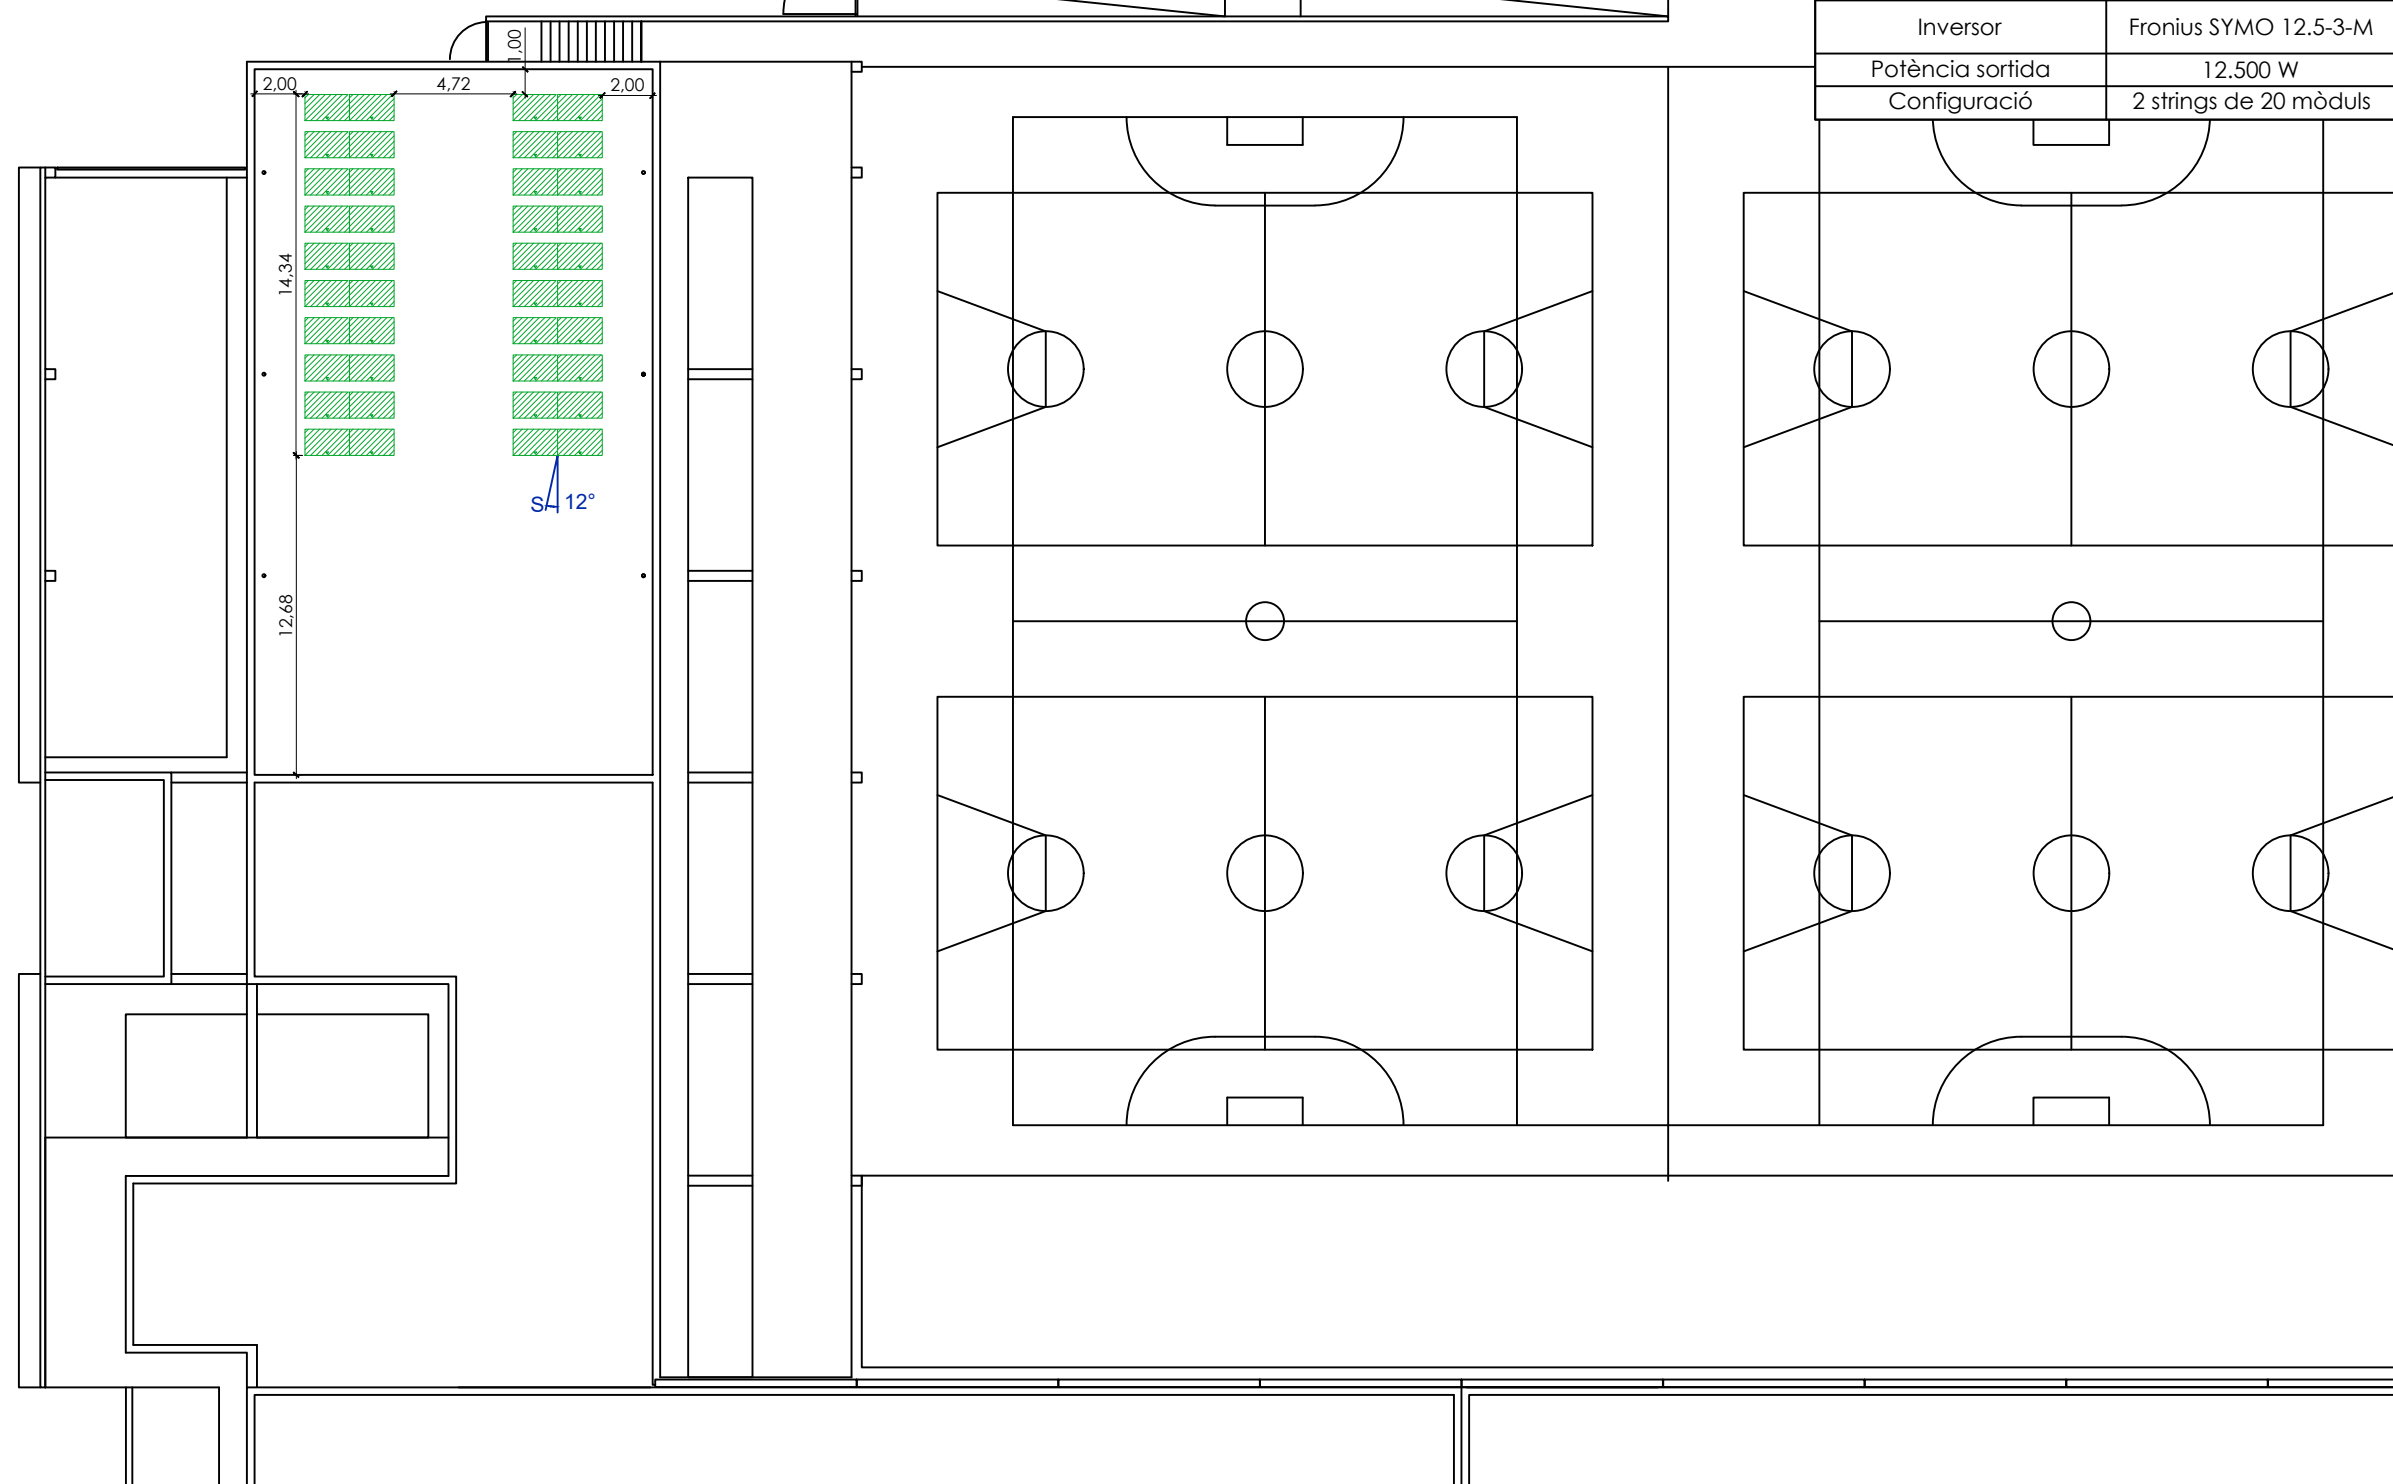 Inversor Fronius SYMO 12.5-3-M
Potència sortida 12.500 W
Configuració 2 strings de 20 mòduls
1,00
2,00 4,72 2,00
14,34
S 12°
12,68